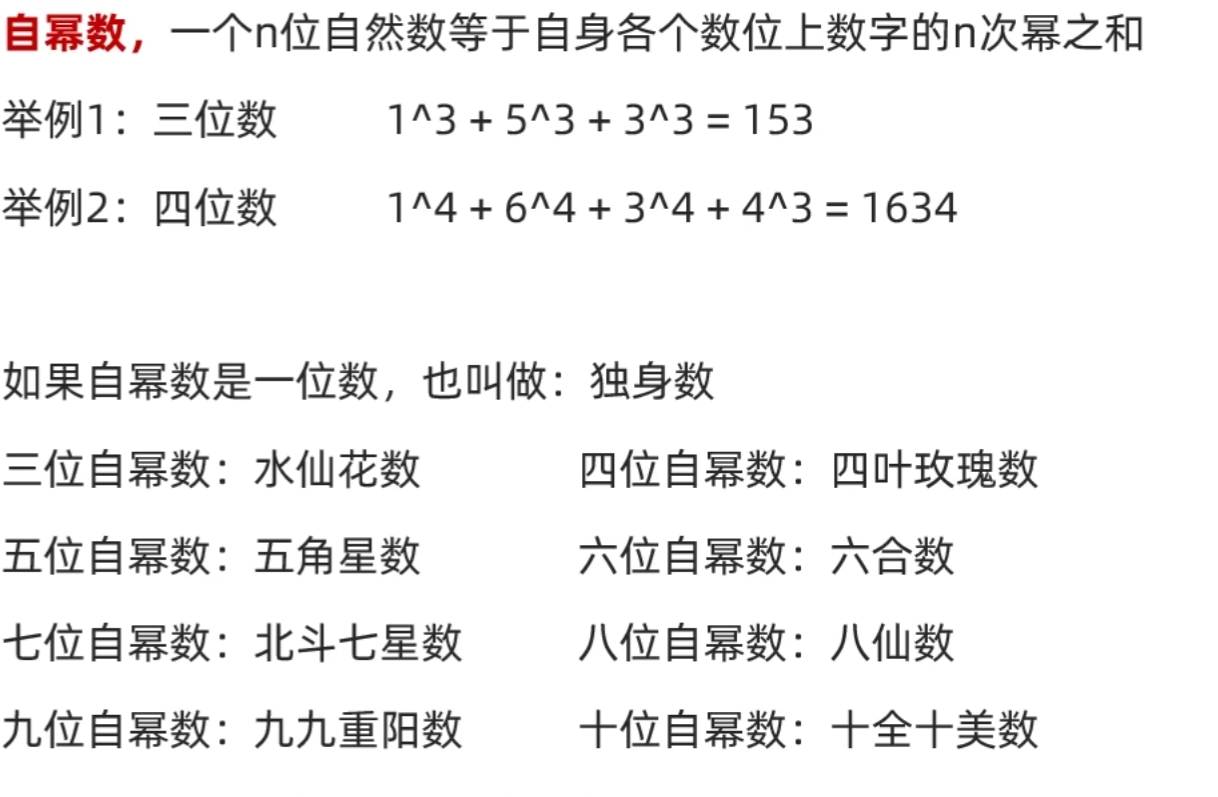 自幂数，一个n位自然数等于自身各个数位上数字的n次幂之和
举例1：三位数 1^3 + 5^3 + 3^3 = 153
举例2：四位数 1^4 + 6^4 + 3^4 + 4^3 = 1634
如果自幂数是一位数，也叫做：独身数
三位自幂数：水仙花数 四位自幂数：四叶玫瑰数
五位自幂数：五角星数 六位自幂数：六合数
七位自幂数：北斗七星数 八位自幂数：八仙数
九位自幂数：九九重阳数 十位自幂数：十全十美数